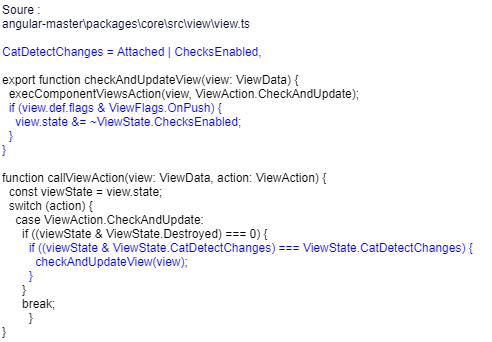 Soure :
angular-master\packages\core\src\view\view.ts
CatDetectChanges = Attached | ChecksEnabled,
export function checkAndUpdateView(view: ViewData) {
execComponentViewsAction(view, ViewAction.CheckAndUpdate);
if (view.def.flags & ViewFlags.OnPush) {
view.state &= ~ViewState.ChecksEnabled;
}
}
function callViewAction(view: ViewData, action: ViewAction) {
const viewState = view.state;
switch (action) {
case ViewAction.CheckAndUpdate:
if ((viewState & ViewState.Destroyed) === 0) {
if ((viewState & ViewState.CatDetectChanges) === ViewState.CatDetectChanges) {
checkAndUpdateView(view);
}
}
break;
}
}